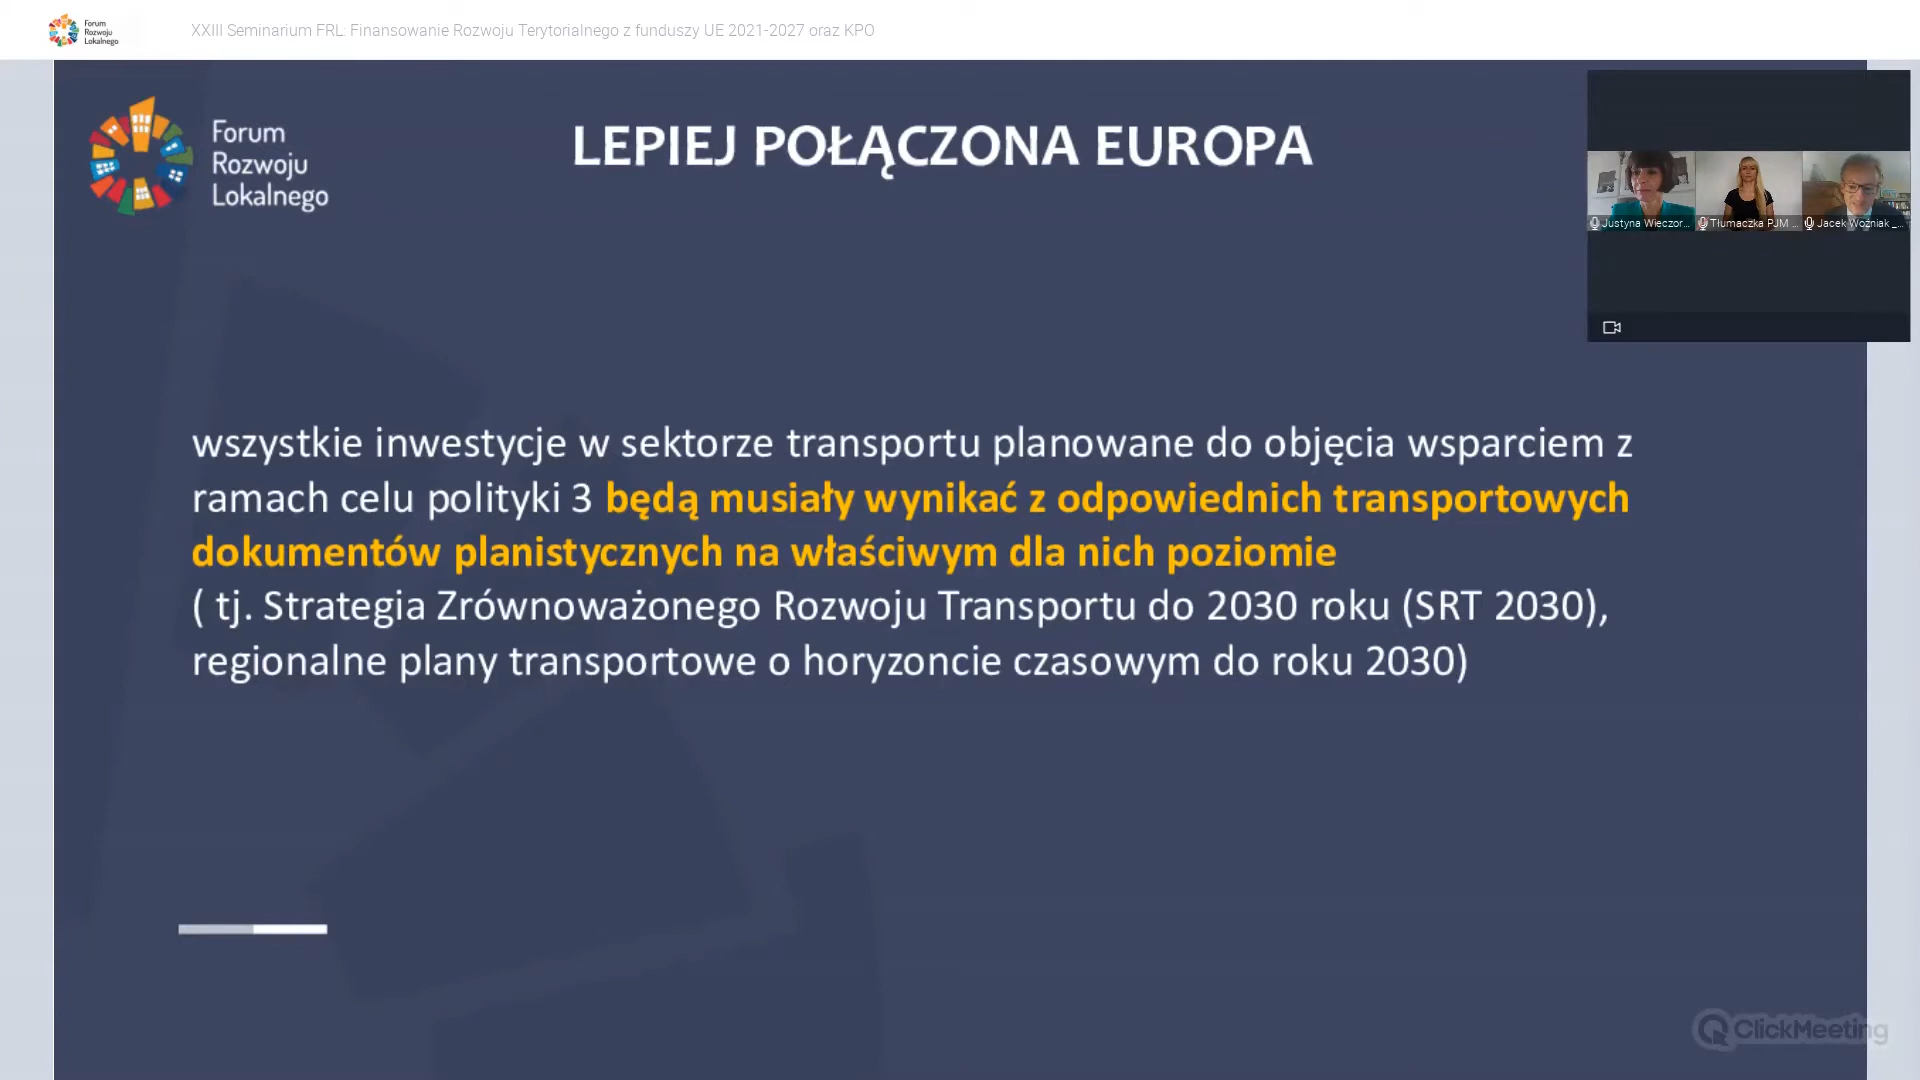 Forum
Rozwoju
Lokalnego
XXIII Seminarium FRL: Finansowanie Rozwoju Terytorialnego z funduszy UE 2021-2027 oraz KPO
Forum
Rozwoju
Lokalnego
LEPIEJ POŁĄCZONA EUROPA
Justyna Wieczor...
Tłumaczka PJM ...
Jacek Woźniak _...
wszystkie inwestycje w sektorze transportu planowane do objęcia wsparciem z
ramach celu polityki 3 będą musiały wynikać z odpowiednich transportowych
dokumentów planistycznych na właściwym dla nich poziomie
( tj. Strategia Zrównoważonego Rozwoju Transportu do 2030 roku (SRT 2030),
regionalne plany transportowe o horyzoncie czasowym do roku 2030)
ClickMeeting